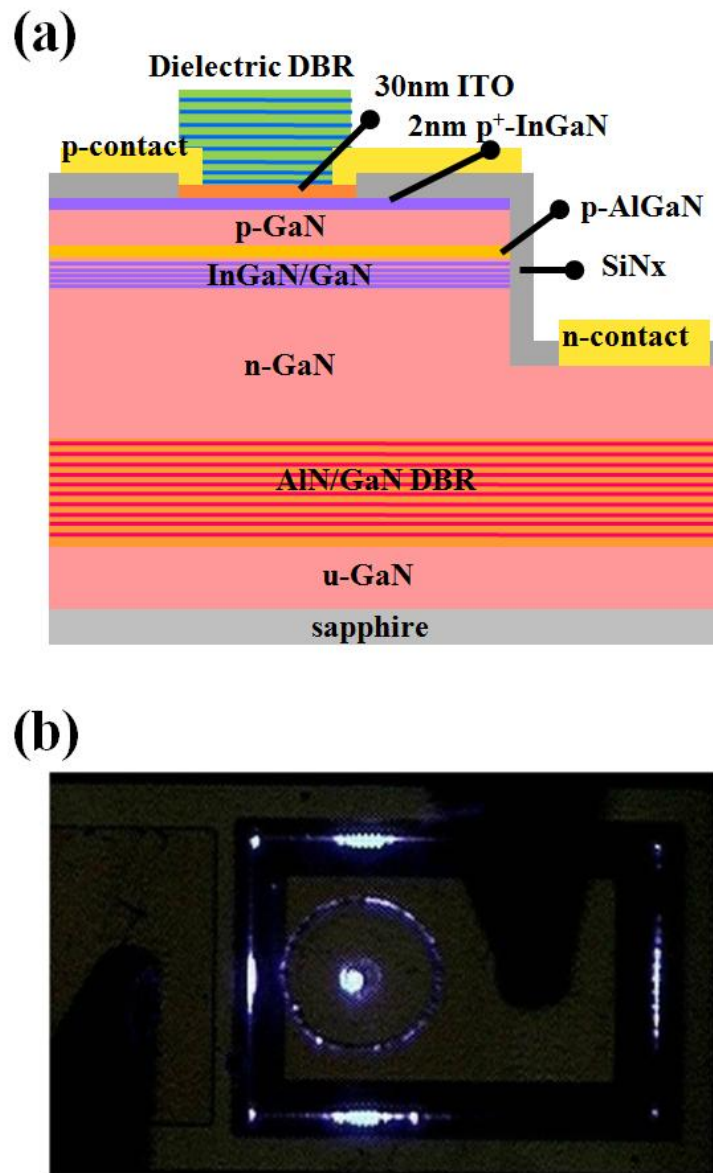 (a)
Dielectric DBR
30nm ITO
2nm p⁺-InGaN
p-contact
p-AlGaN
p-GaN
SiNx
InGaN/GaN
n-contact
n-GaN
AlN/GaN DBR
u-GaN
sapphire
(b)